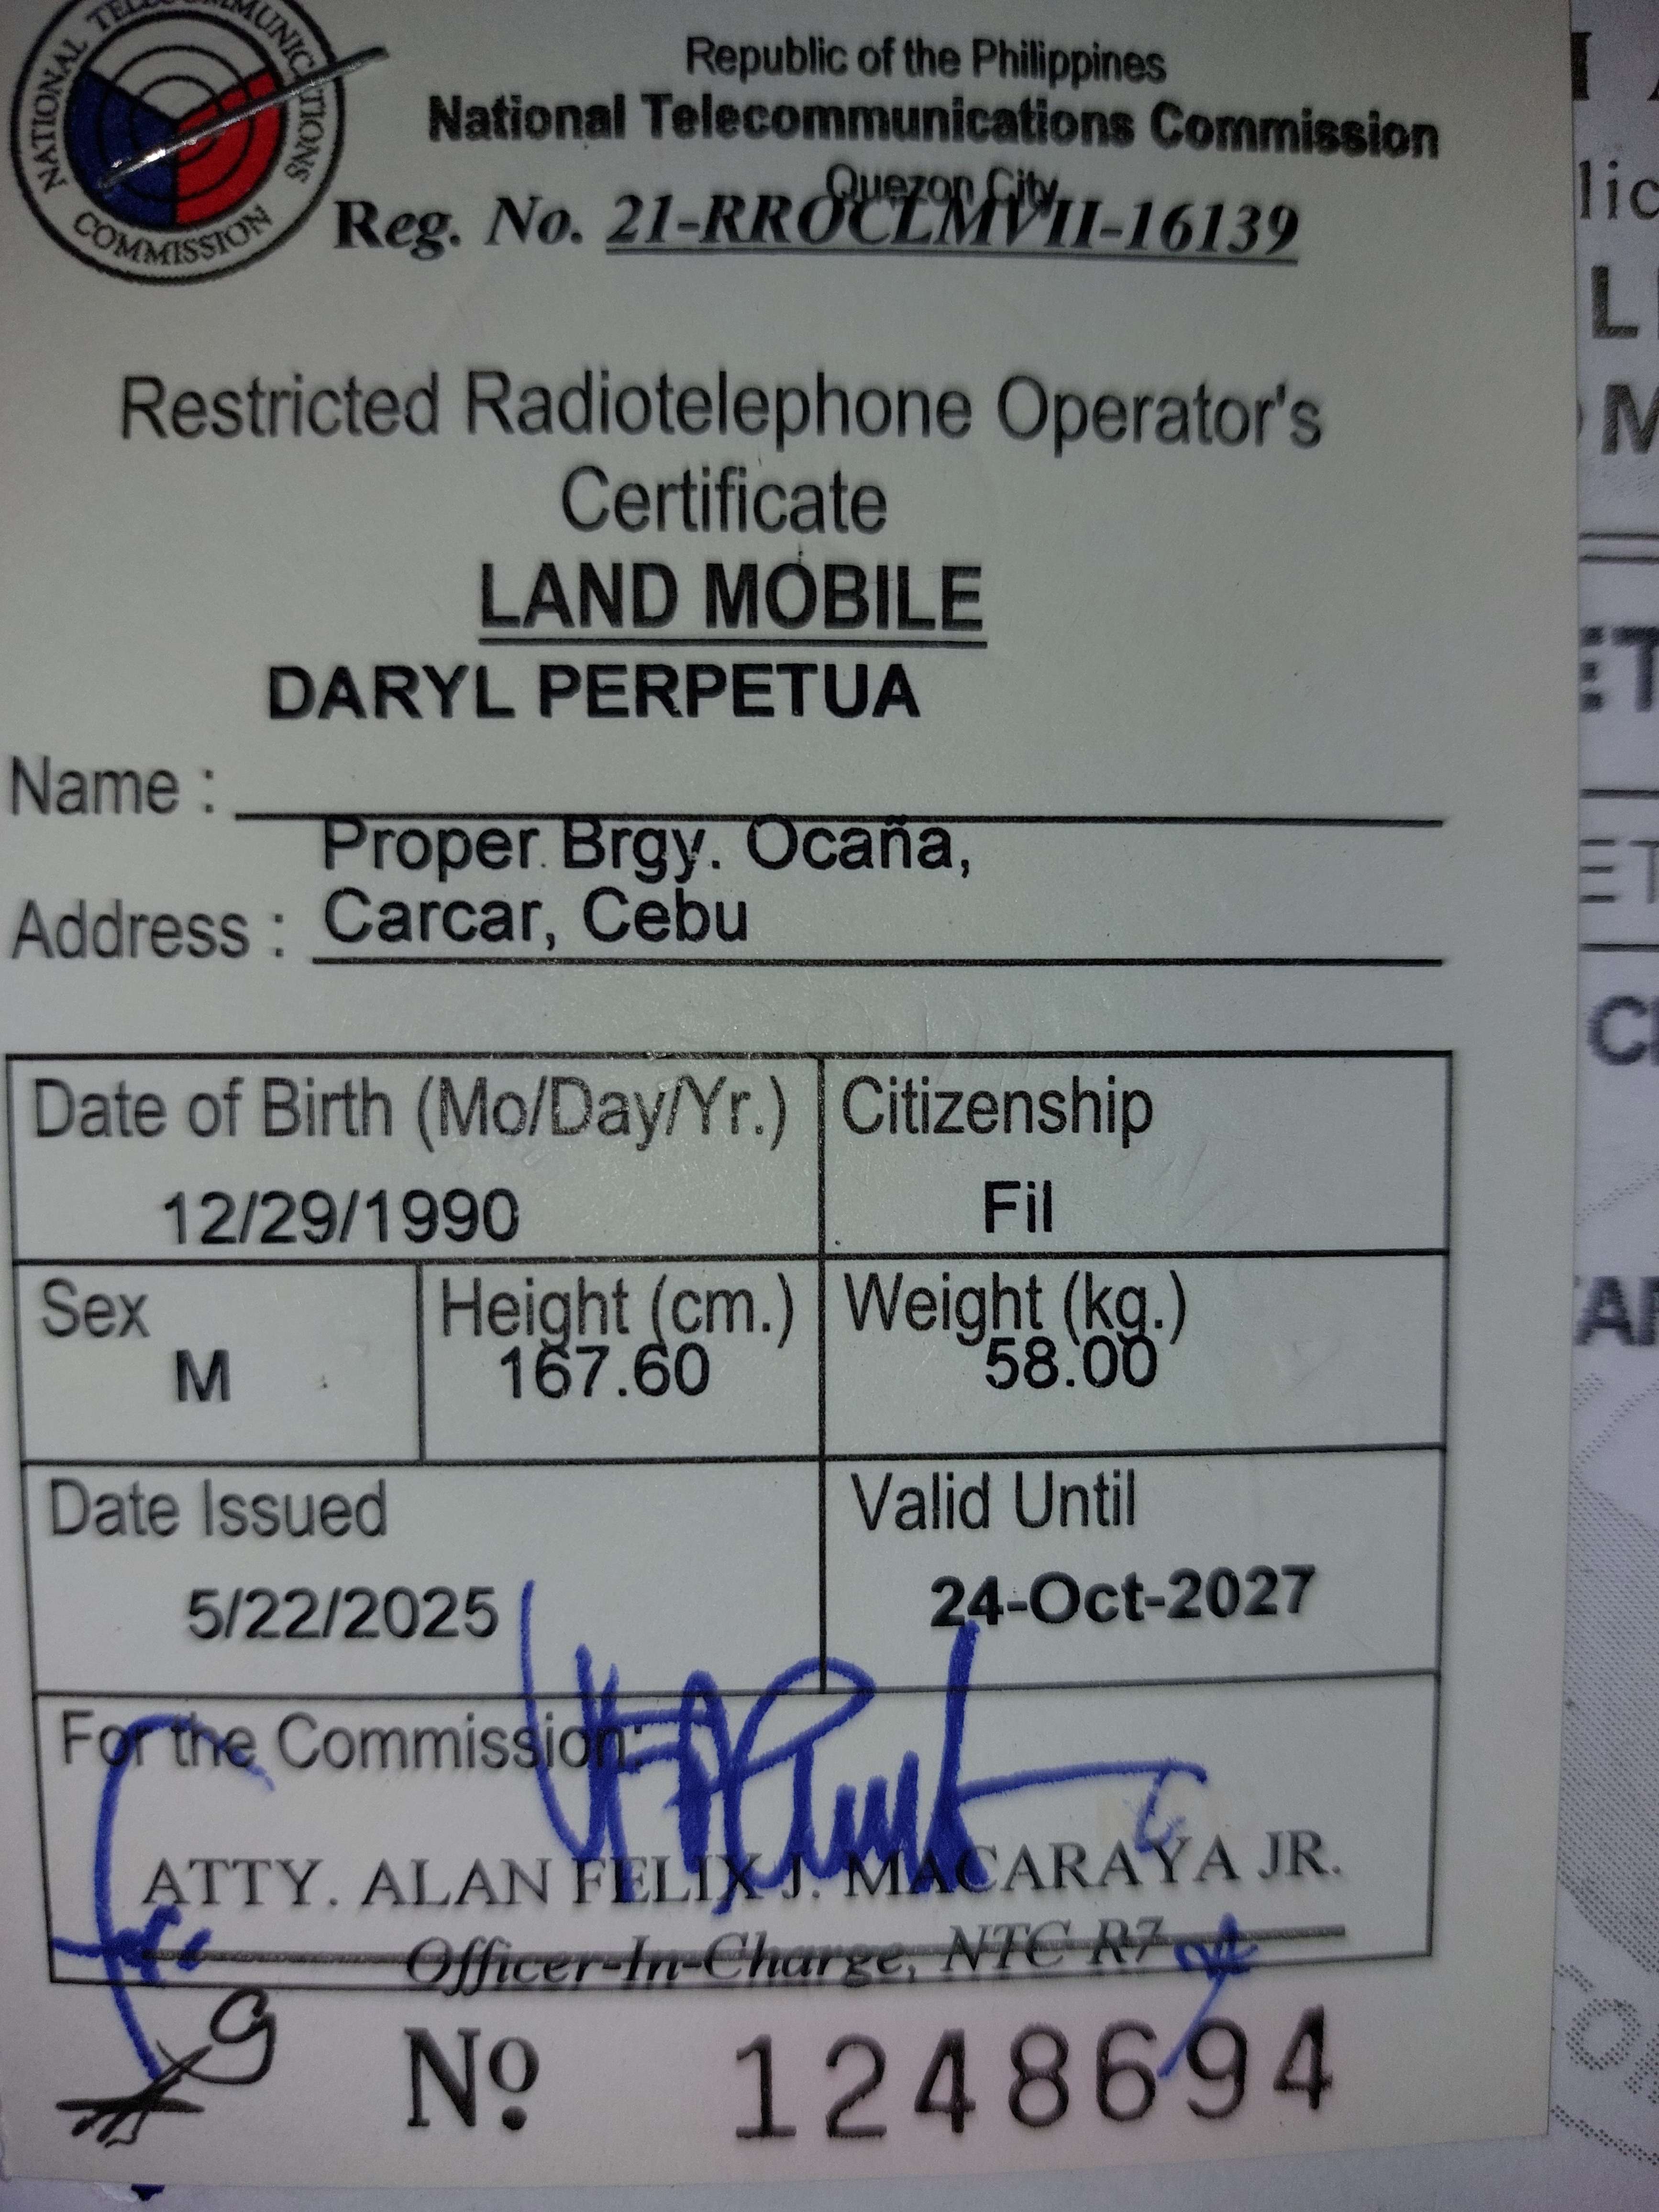 NATIONAL TELECOMMUNICATIONS
COMMISSION
Republic of the Philippines
National Telecommunications Commission
Quezon City
Reg. No. 21-RROCLMVII-16139
Restricted Radiotelephone Operator's
Certificate
LAND MOBILE
DARYL PERPETUA
Name :
Proper Brgy. Ocaña,
Address : Carcar, Cebu
Date of Birth (Mo/Day/Yr.) Citizenship
12/29/1990 Fil
Sex Height (cm.) Weight (kg.)
M 167.60 58.00
Date Issued Valid Until
5/22/2025 24-Oct-2027
For the Commission:
ATTY. ALAN FELIX J. MACARAYA JR.
Officer-In-Charge, NTC R7
Nº 1248694